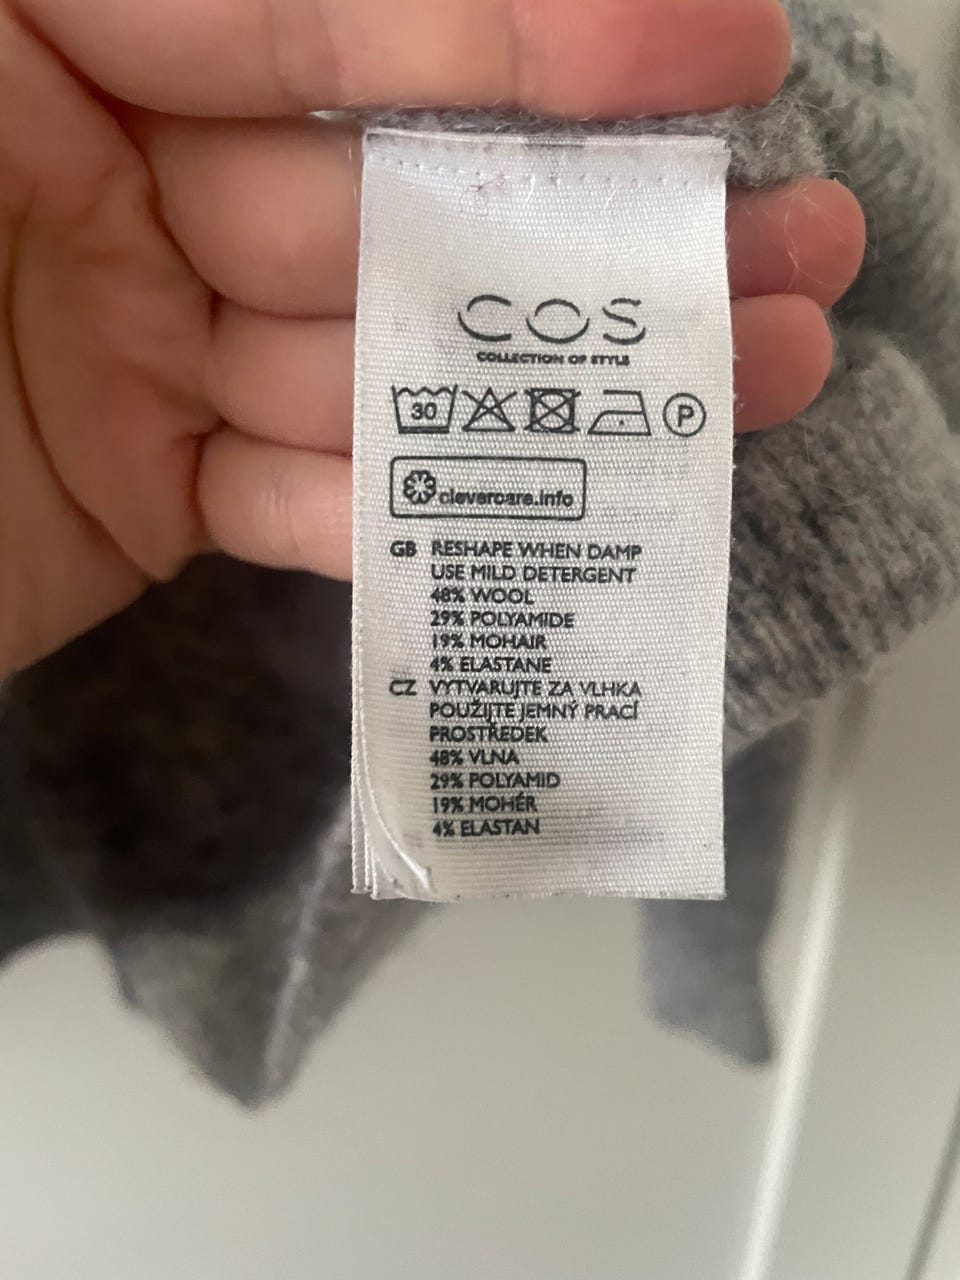 COS
COLLECTION OF STYLE
30 P
clevercare.info
GB RESHAPE WHEN DAMP
USE MILD DETERGENT
48% WOOL
29% POLYAMIDE
19% MOHAIR
4% ELASTANE
CZ VYTVARUJTE ZA VLHKA
POUŽIJTE JEMNÝ PRACÍ
PROSTŘEDEK
48% VLNA
29% POLYAMID
19% MOHÉR
4% ELASTAN